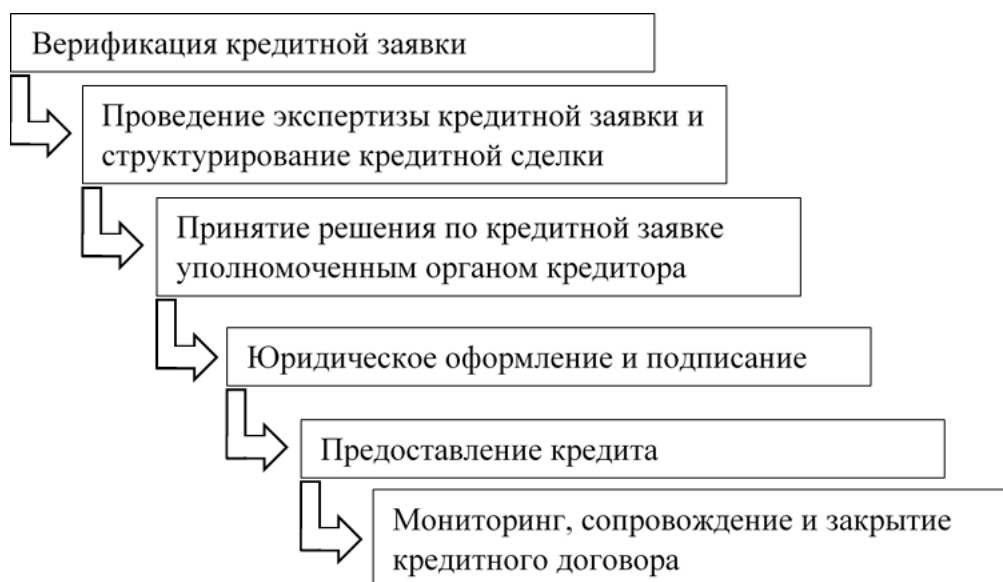 Верификация кредитной заявки
Проведение экспертизы кредитной заявки и
структурирование кредитной сделки
Принятие решения по кредитной заявке
уполномоченным органом кредитора
Юридическое оформление и подписание
Предоставление кредита
Мониторинг, сопровождение и закрытие
кредитного договора